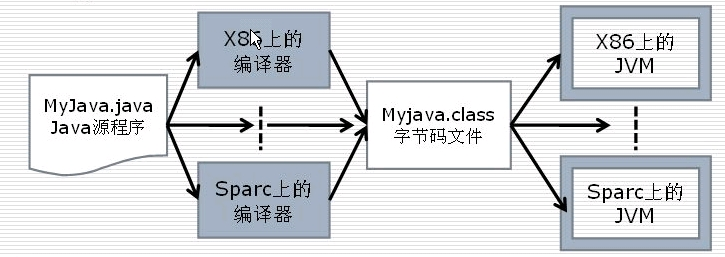 MyJava.java
Java源程序
X86上的
编译器
Sparc上的
编译器
Myjava.class
字节码文件
X86上的
JVM
Sparc上的
JVM